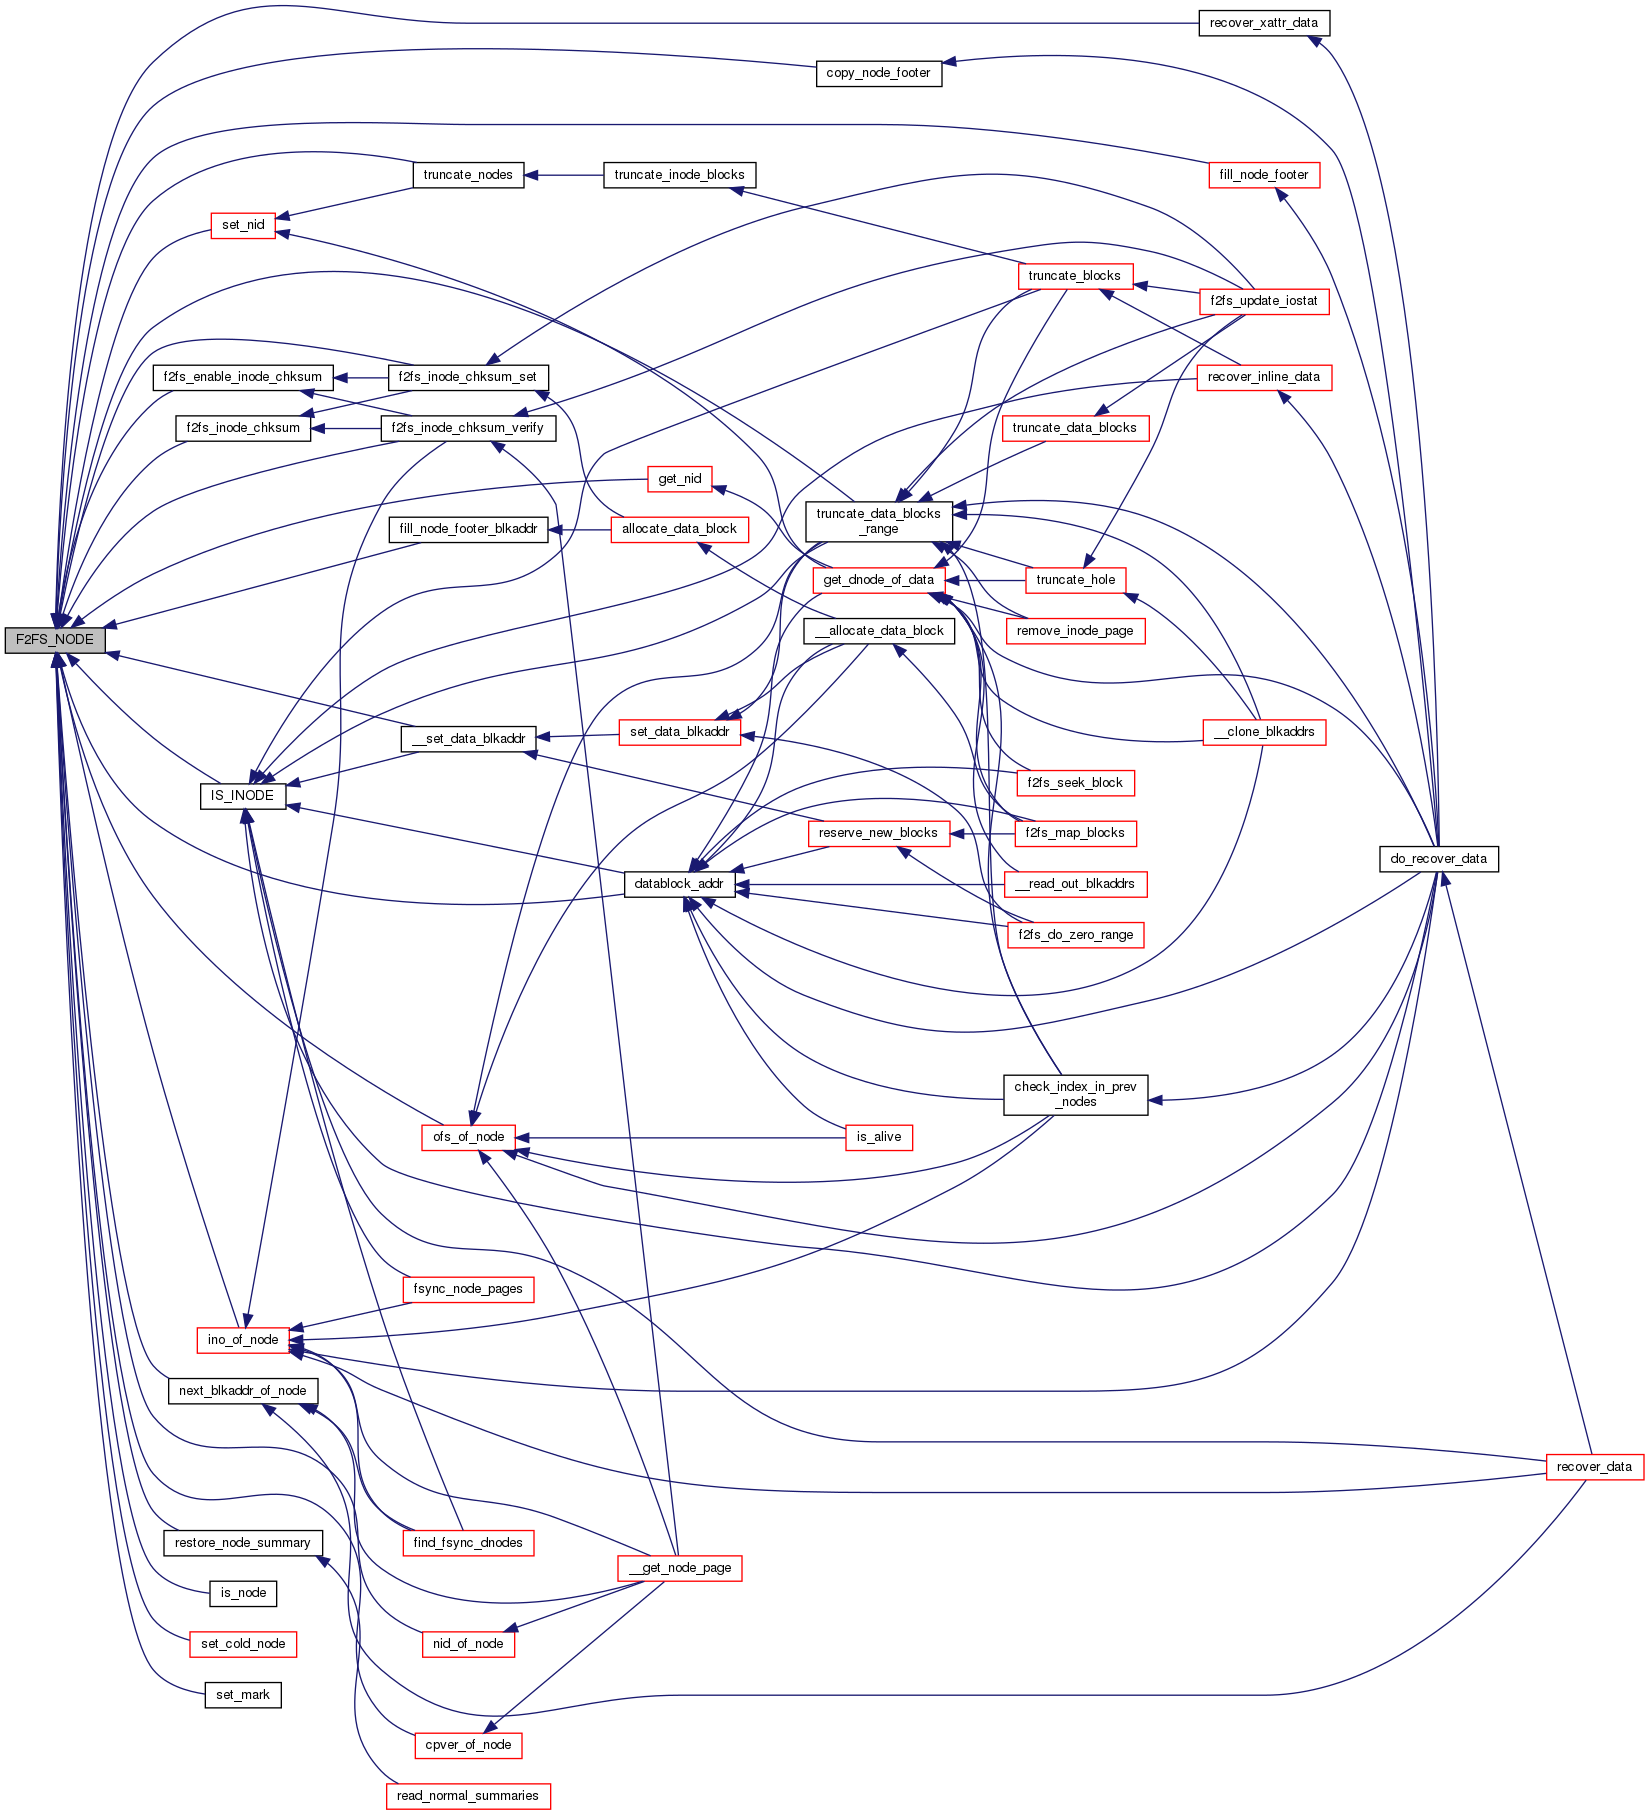 recover_xattr_data
copy_node_footer
truncate_nodes
truncate_inode_blocks
fill_node_footer
set_nid
truncate_blocks
f2fs_update_iostat
f2fs_enable_inode_chksum
f2fs_inode_chksum_set
recover_inline_data
f2fs_inode_chksum
f2fs_inode_chksum_verify
truncate_data_blocks
get_nid
fill_node_footer_blkaddr
allocate_data_block
truncate_data_blocks
_range
get_dnode_of_data
truncate_hole
F2FS_NODE
__allocate_data_block
remove_inode_page
__set_data_blkaddr
set_data_blkaddr
__clone_blkaddrs
IS_INODE
f2fs_seek_block
reserve_new_blocks
f2fs_map_blocks
do_recover_data
datablock_addr
__read_out_blkaddrs
f2fs_do_zero_range
check_index_in_prev
_nodes
ofs_of_node
is_alive
fsync_node_pages
ino_of_node
next_blkaddr_of_node
recover_data
restore_node_summary
find_fsync_dnodes
__get_node_page
is_node
set_cold_node
nid_of_node
set_mark
cpver_of_node
read_normal_summaries